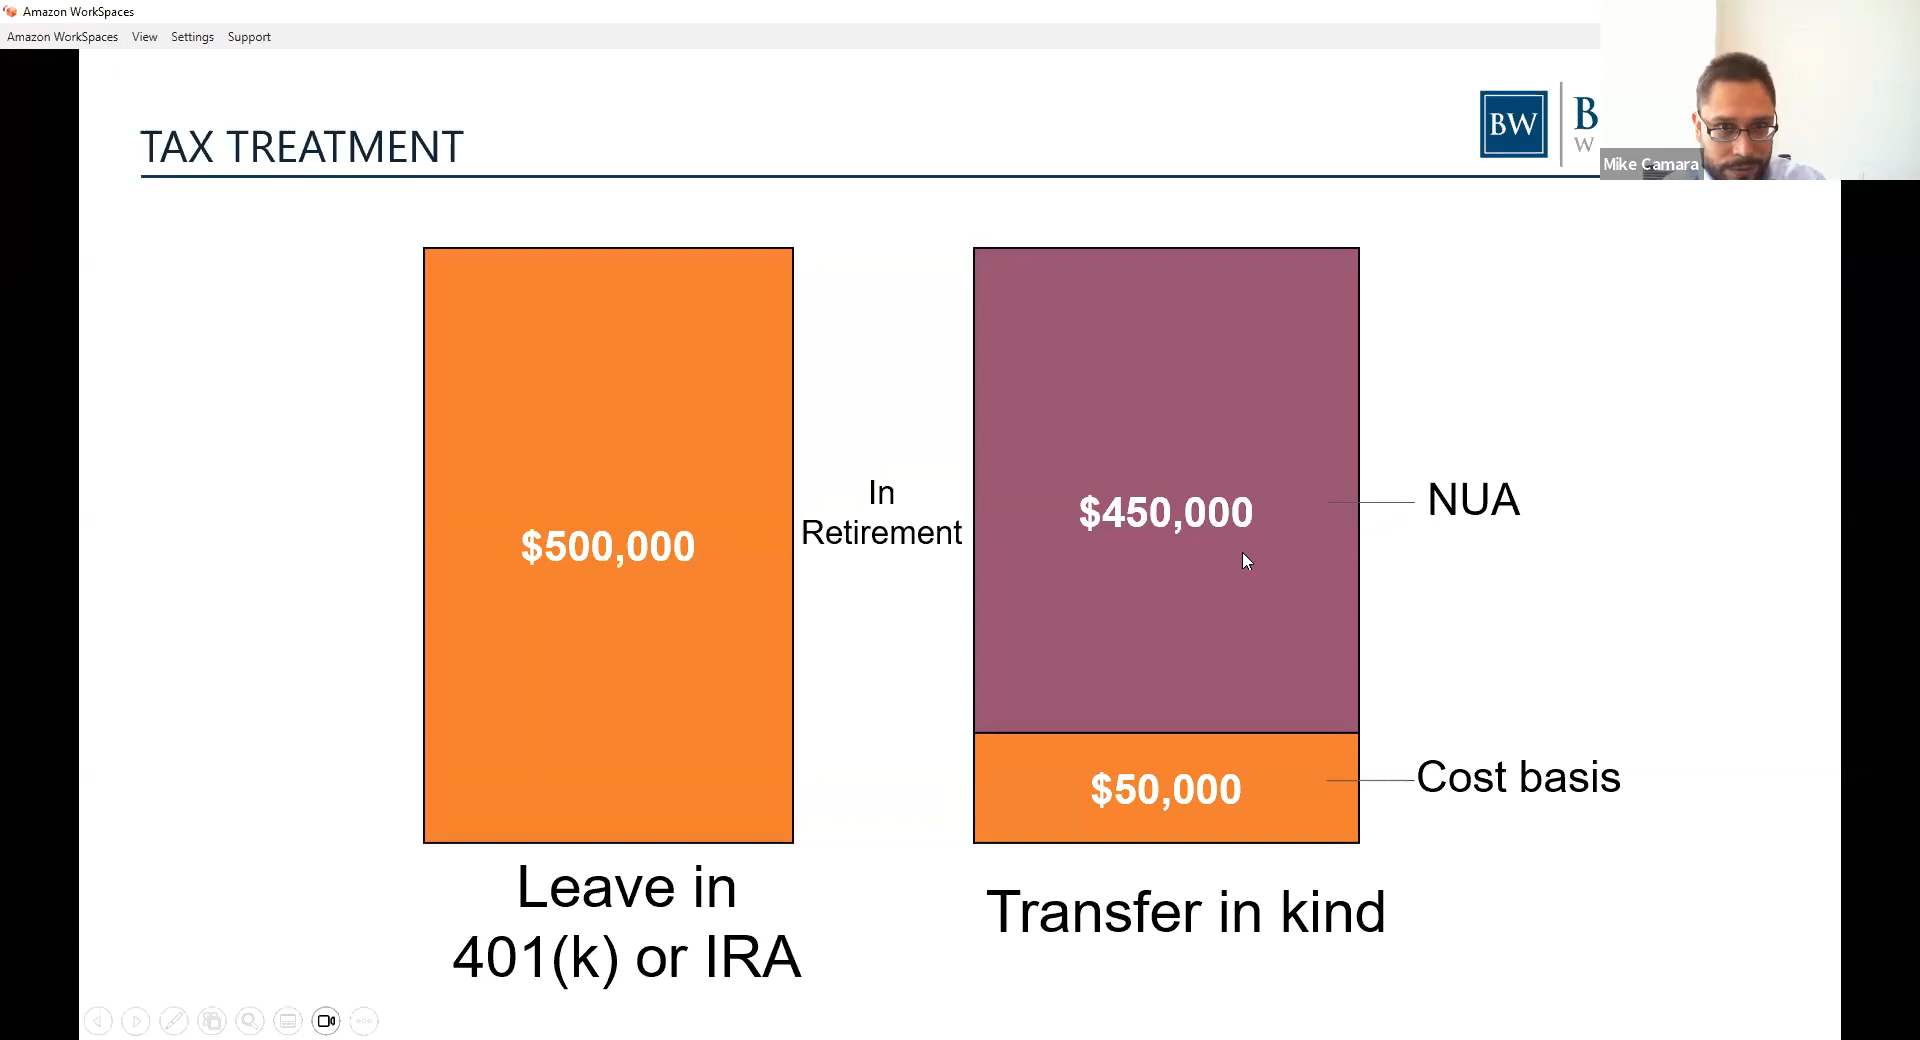 Amazon WorkSpaces
Amazon WorkSpaces View Settings Support
TAX TREATMENT
BW
B
W
Mike Camara
$500,000
In
Retirement
$450,000
NUA
$50,000
Cost basis
Leave in
401(k) or IRA
Transfer in kind